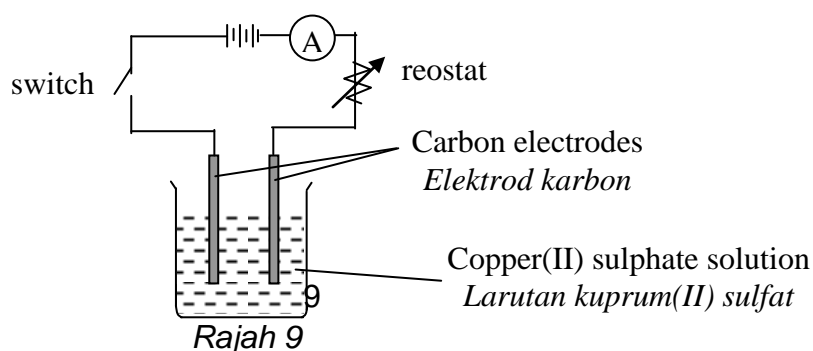 A
switch
reostat
Carbon electrodes
Elektrod karbon
Copper(II) sulphate solution
Larutan kuprum(II) sulfat
9
Rajah 9